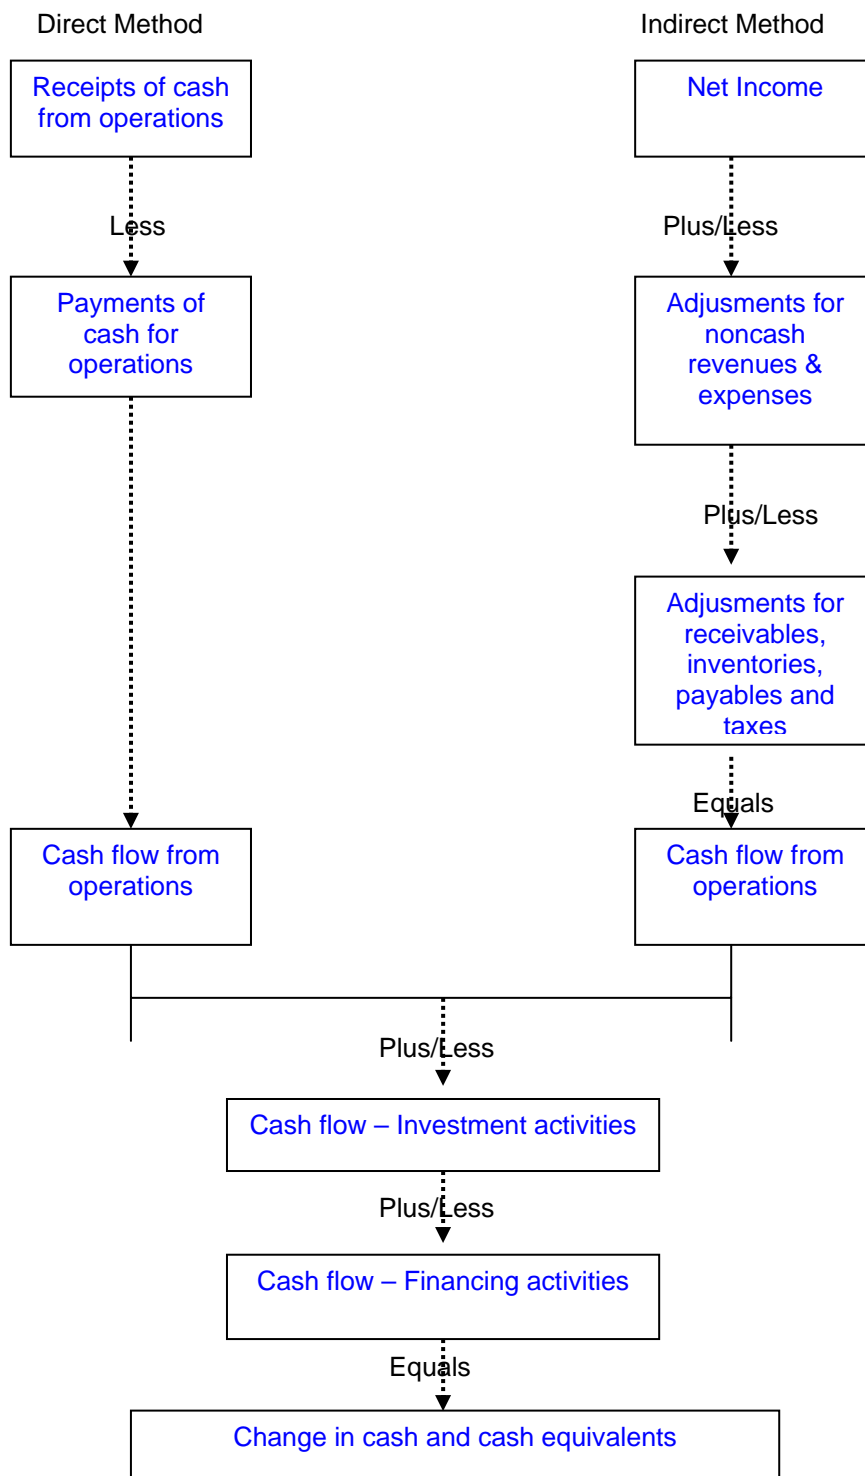 Direct Method
Indirect Method
Receipts of cash
from operations
Net Income
Less
Plus/Less
Payments of
cash for
operations
Adjusments for
noncash
revenues &
expenses
Plus/Less
Adjusments for
receivables,
inventories,
payables and
taxes
Equals
Cash flow from
operations
Cash flow from
operations
Plus/Less
Cash flow – Investment activities
Plus/Less
Cash flow – Financing activities
Equals
Change in cash and cash equivalents